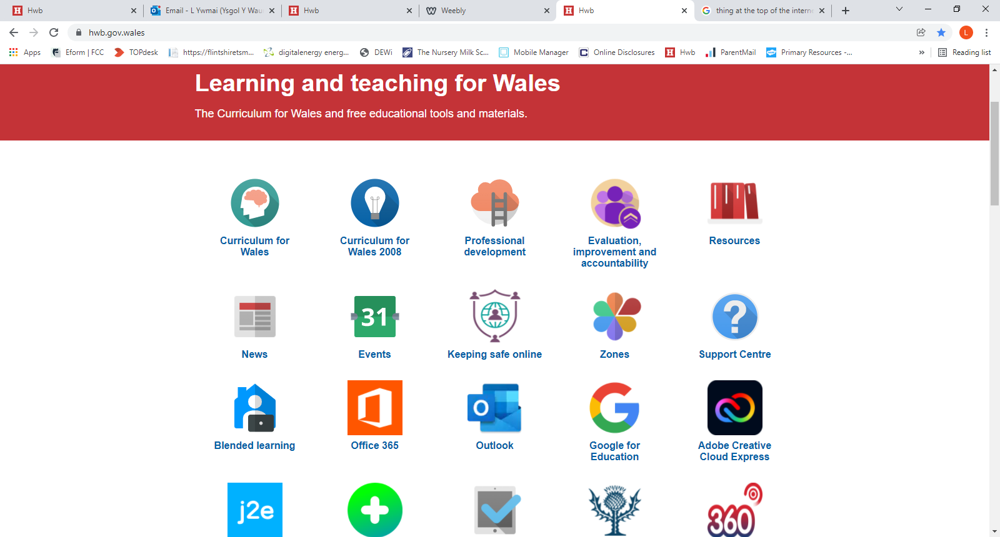 Hwb
Email - L Ywmai (Ysgol Y Wau
Hwb
Weebly
Hwb
thing at the top of the intern
hwb.gov.wales
L
Apps
Eform | FCC
TOPdesk
https://flintshiretsm...
digitalenergy energ...
DEWi
The Nursery Milk Sc...
Mobile Manager
Online Disclosures
Hwb
ParentMail
Primary Resources -...
»
Reading list
Learning and teaching for Wales
The Curriculum for Wales and free educational tools and materials.
Curriculum for
Wales
Curriculum for
Wales 2008
Professional
development
Evaluation,
improvement and
accountability
Resources
31
News
Events
Keeping safe online
Zones
?
Support Centre
Blended learning
Office 365
O
Outlook
Google for
Education
Adobe Creative
Cloud Express
j2e
360